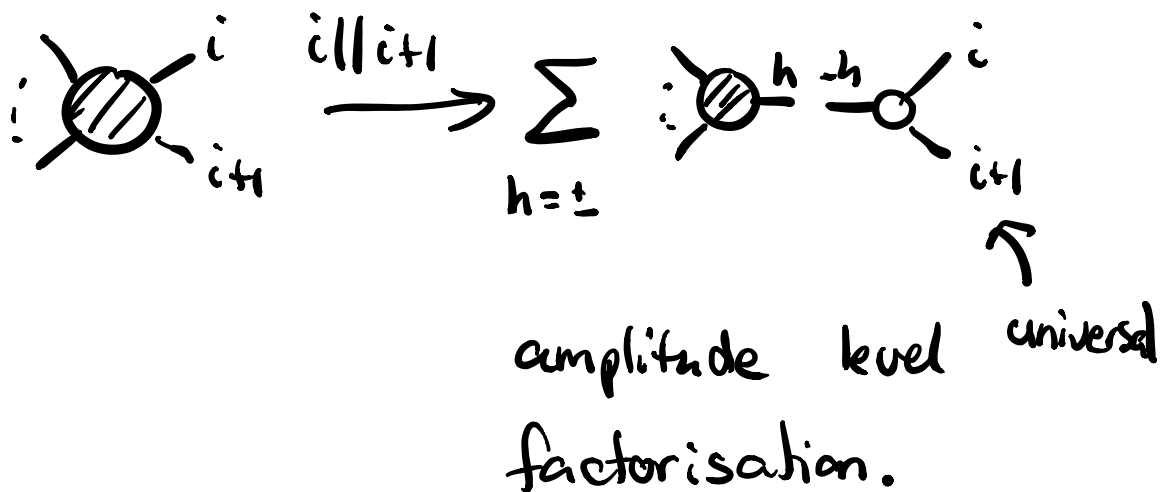 i i || i+1 Σ h -h i
i+1 h = ± i+1
universal
amplitude level
factorisation.